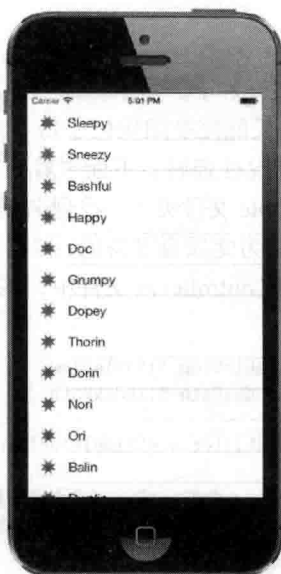 Carrier 5:01 PM
Sleepy
Sneezy
Bashful
Happy
Doc
Grumpy
Dopey
Thorin
Dorin
Nori
Ori
Balin